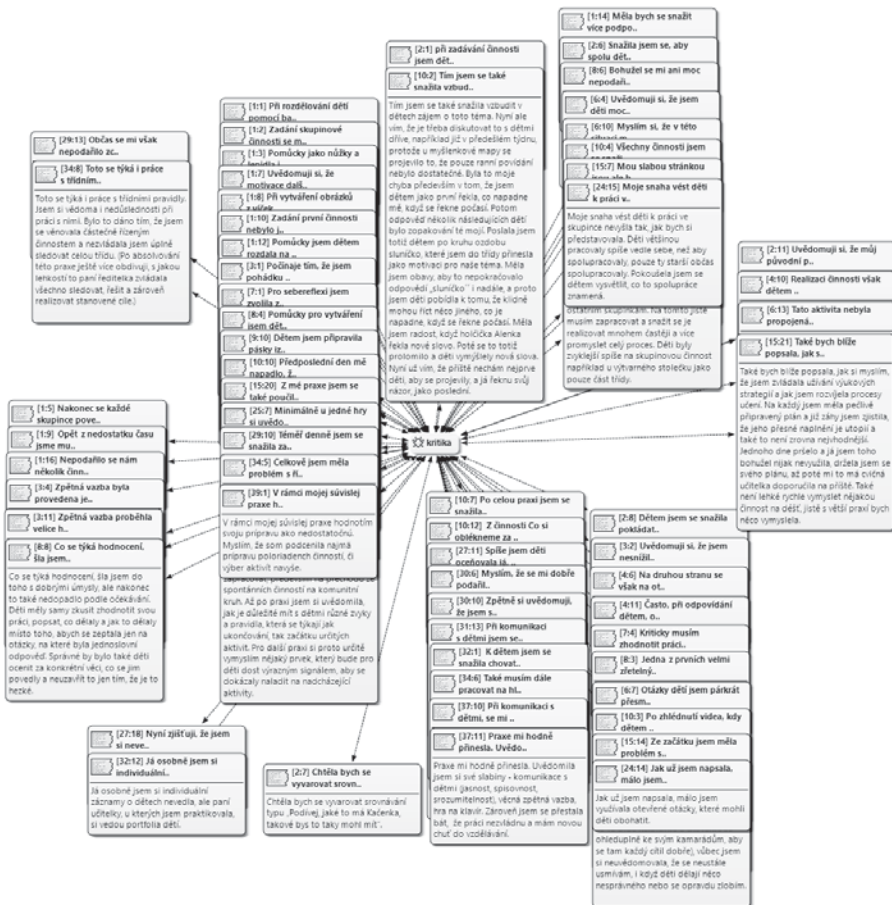 [29:13] Občas se mi však
nepodařilo zc..
[34:8] Toto se týká i práce
s třídním..
Toto se týká i práce s třídními pravidly.
Jsem si vědoma i nedůslednosti při
práci s nimi. Bylo to dáno tím, že jsem
se věnovala částečně řízeným
činnostem a nezvládala jsem úplně
sledovat celou třídu. (Po absolvování
této praxe ještě více obdivuji, s jakou
lehkostí to paní ředitelka zvládala
všechno sledovat, řešit a zároveň
realizovat stanovené cíle.)
[1:1] Při rozdělování dětí
pomocí ba..
[1:2] Zadání skupinové
činnosti se m..
[1:3] Pomůcky jako nůžky a
[1:7] Uvědomuji si, že
motivace dalš..
[1:8] Při vytváření obrázků
[1:10] Zadání první činnosti
nebylo j..
[1:12] Pomůcky jsem dětem
rozdala na ..
[3:1] Počínaje tím, že jsem
pohádku ..
[7:1] Pro sebereflexi jsem
zvolila z..
[8:4] Pomůcky pro vytváření
jsem dět..
[9:10] Dětem jsem připravila
pásky iz..
[10:10] Předposlední den mě
napadlo, ž..
[15:20] Z mé praxe jsem se
také poučil..
[25:7] Minimálně u jedné hry
si uvědo..
[29:10] Téměř denně jsem se
snažila za..
[34:5] Celkově jsem měla
problém s ři..
[39:1] V rámci mojej súvislej
praxe h..
V rámci mojej súvislej praxe hodnotím
svoju prípravu ako nedostatočnú.
Myslím, že som podcenila najmä
prípravu poloriadených činností, či
výber aktivít navyše.
spontánních činností na komunitní
kruh. Až po praxi jsem si uvědomila,
jak je důležité mít s dětmi různé zvyky
a pravidla, která se týkají jak
ukončování, tak začátku určitých
aktivit. Pro další praxi si proto určitě
vymyslím nějaký prvek, který bude pro
děti dost výrazným signálem, aby se
dokázaly naladit na nadcházející
aktivity.
[2:1] při zadávání činnosti
jsem dět..
[10:2] Tím jsem se také
snažila vzbud..
Tím jsem se také snažila vzbudit v
dětech zájem o toto téma. Nyní ale
vím, že je třeba diskutovat to s dětmi
dříve, například již v předešlém týdnu,
protože u myšlenkové mapy se
projevilo to, že pouze ranní povídání
nebylo dostatečné. Byla to moje
chyba především v tom, že jsem
dětem jako první řekla, co napadne
mě, když se řekne počasí. Potom
odpověď několik následujících dětí
bylo zopakování té mojí. Poslala jsem
totiž dětem po kruhu ozdobu
sluníčko, které jsem do třídy přinesla
jako motivaci pro naše téma. Měla
jsem obavy, aby to nepokračovalo
odpovědí „sluníčko“ i nadále, a proto
jsem děti pobídla k tomu, že klidně
mohou říct něco jiného, co je
napadne, když se řekne počasí. Měla
jsem radost, když holčička Alenka
řekla nové slovo. Poté se to totiž
prolomilo a děti vymýšlely nová slova.
Nyní už vím, že příště nechám nejprve
děti, aby se projevily, a já řeknu svůj
názor, jako poslední.
[1:14] Měla bych se snažit
více podpo..
[2:6] Snažila jsem se, aby
spolu dět..
[8:6] Bohužel se mi ani moc
nepodaři..
[6:4] Uvědomuji si, že jsem
děti moc..
[6:10] Myslím si, že v této
[10:4] Všechny činnosti jsem
[15:7] Mou slabou stránkou
[24:15] Moje snaha vést děti
k práci v..
Moje snaha vést děti k práci ve
skupince nevyšla tak, jak bych si
představovala. Děti většinou
pracovaly spíše vedle sebe, než aby
spolupracovaly, pouze ty starší občas
spolupracovaly. Pokoušela jsem se
dětem vysvětlit, co to spolupráce
znamená.
ostatním skupinkám. Na tomto jistě
musím zapracovat a snažit se je
realizovat mnohem častěji a více
promyslet celý proces. Děti byly
zvyklejší spíše na skupinovou činnost
například u výtvarného stolečku jako
pouze část třídy.
[2:11] Uvědomuji si, že můj
původní p..
[4:10] Realizaci činnosti však
dětem ..
[6:13] Tato aktivita nebyla
propojená..
[15:21] Také bych blíže
popsala, jak s..
Také bych blíže popsala, jak si myslím,
že jsem zvládala užívání výukových
strategií a jak jsem rozvíjela procesy
učení. Na každý jsem měla pečlivě
připravený plán a již záhy jsem zjistila,
že jeho přesné naplnění je utopií a
také to není zrovna nejvhodnější.
Jednoho dne pršelo a já jsem toho
bohužel nijak nevyužila, držela jsem se
svého plánu, až poté mi to má cvičná
učitelka doporučila na příště. Také
není lehké rychle vymyslet nějakou
činnost na déšť, jistě s větší praxí bych
něco vymyslela.
kritika
[1:5] Nakonec se každé
skupince pove..
[1:9] Opět z nedostatku času
jsme mu..
[1:16] Nepodařilo se nám
několik činn..
[3:4] Zpětná vazba byla
provedena je..
[3:11] Zpětná vazba proběhla
velice h..
[8:8] Co se týká hodnocení,
šla jsem..
Co se týká hodnocení, šla jsem do
toho s dobrými úmysly, ale nakonec
to také nedopadlo podle očekávání.
Děti měly samy zkusit zhodnotit svou
práci, popsat, co dělaly a jak to dělaly
místo toho, abych se zeptala jen na
otázky, na které byla jednoslovní
odpověď. Správné by bylo také děti
ocenit za konkrétní věci, co se jim
povedly a neuzavřít to jen tím, že je to
hezké.
[10:7] Po celou praxi jsem se
snažila..
[10:12] Z činnosti Co si
oblékneme za ..
[27:11] Spíše jsem děti
oceňovala já. ..
[30:6] Myslím, že se mi dobře
podařil..
[30:10] Zpětně si uvědomuji,
že jsem s..
[31:13] Při komunikaci
s dětmi jsem se..
[32:1] K dětem jsem se
snažila chovat..
[34:6] Také musím dále
pracovat na hl..
[37:10] Při komunikaci s
dětmi, se mi ..
[37:11] Praxe mi hodně
přinesla. Uvědo..
Praxe mi hodně přinesla. Uvědomila
jsem si své slabiny - komunikace s
dětmi (jasnost, spisovnost,
srozumitelnost), věcná zpětná vazba,
hra na klavír. Zároveň jsem se přestala
bát, že práci nezvládnu a mám novou
chuť do vzdělávání.
[2:8] Dětem jsem se snažila
pokládat..
[3:2] Uvědomuji si, že jsem
nesnížil..
[4:6] Na druhou stranu se
však na ot..
[4:11] Často, při odpovídání
dětem, o..
[7:4] Kriticky musím
zhodnotit práci..
[8:3] Jedna z prvních velmi
zřetelný..
[6:7] Otázky dětí jsem párkrát
přesm..
[10:3] Po zhlédnutí videa, kdy
dětem ..
[15:14] Ze začátku jsem měla
problém s..
[24:14] Jak už jsem napsala,
málo jsem..
Jak už jsem napsala, málo jsem
využívala otevřené otázky, které mohli
děti obohatit.
ohleduplné ke svým kamarádům, aby
se tam každý cítil dobře), vůbec jsem
si neuvědomovala, že se neustále
usmívám, i když děti dělají něco
nesprávného nebo se opravdu zlobím.
[27:18] Nyní zjišťuji, že jsem
si neve..
[32:12] Já osobně jsem si
individuální..
Já osobně jsem si individuální
záznamy o dětech nevedla, ale paní
učitelky, u kterých jsem praktikovala,
si vedou portfolia dětí.
[2:7] Chtěla bych se
vyvarovat srovn..
Chtěla bych se vyvarovat srovnávání
typu „Podívej, jaké to má Kačenka,
takové bys to taky mohl mít“.